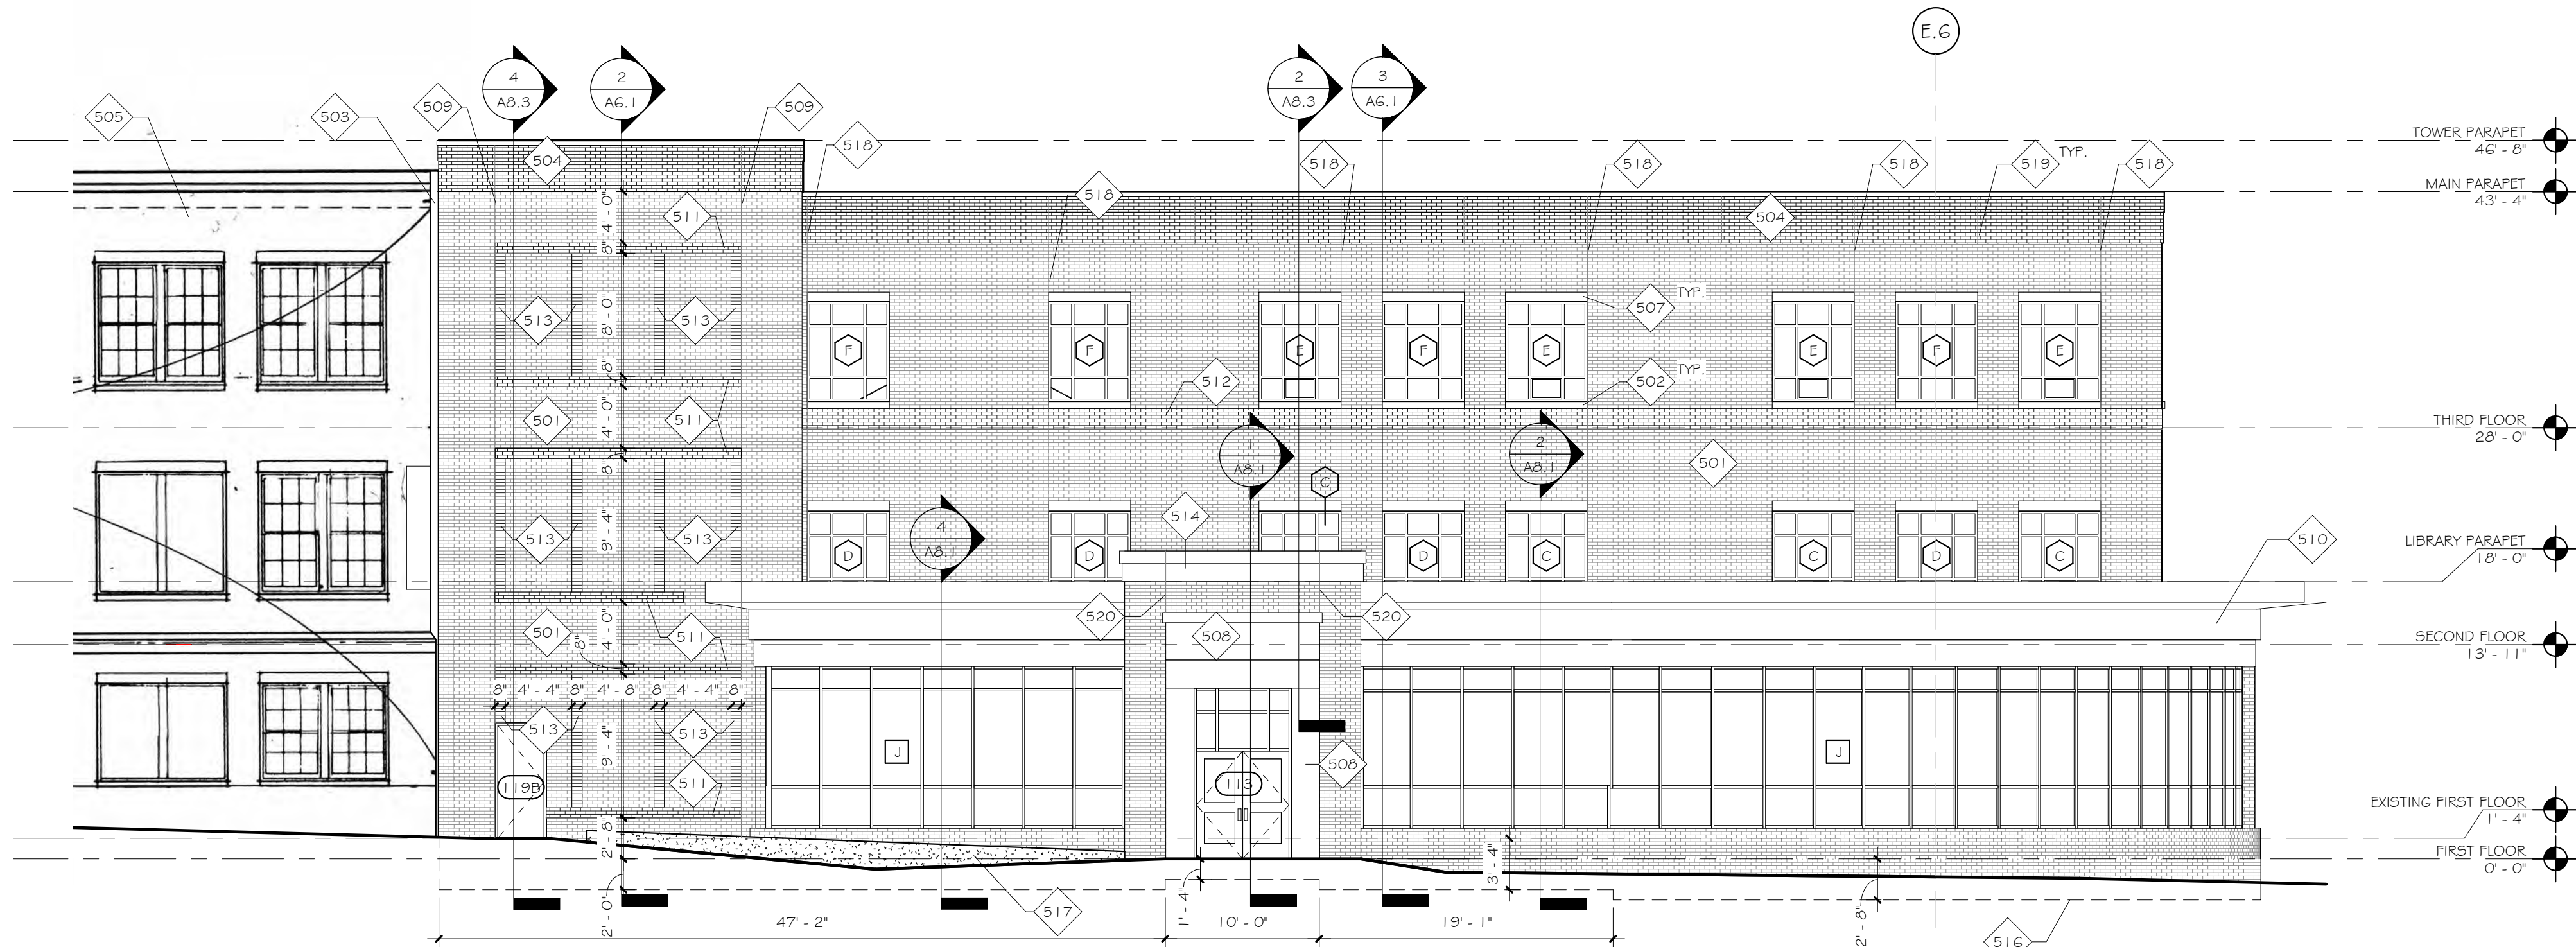 E.6
4
A8.3
2
A6.1
2
A8.3
3
A6.1
505
503
509
509
518
518
518
518
518
519
TYP.
518
504
504
511
TOWER PARAPET
46' - 8"
MAIN PARAPET
43' - 4"
4' - 0"
8"
8' - 0"
8"
4' - 0"
8"
9' - 4"
4' - 0"
8"
9' - 4"
2' - 8"
2' - 0"
513
513
507
TYP.
F
F
E
F
E
E
F
E
512
502
TYP.
501
511
THIRD FLOOR
28' - 0"
1
A8.1
2
A8.1
501
C
514
4
A8.1
513
513
D
D
D
C
C
D
C
510
LIBRARY PARAPET
18' - 0"
520
520
501
511
508
SECOND FLOOR
13' - 11"
8"
4' - 4"
8"
4' - 8"
8"
4' - 4"
8"
513
513
J
J
508
119B
511
113
EXISTING FIRST FLOOR
1' - 4"
FIRST FLOOR
0' - 0"
3' - 4"
1' - 4"
2' - 8"
517
516
47' - 2"
10' - 0"
19' - 1"